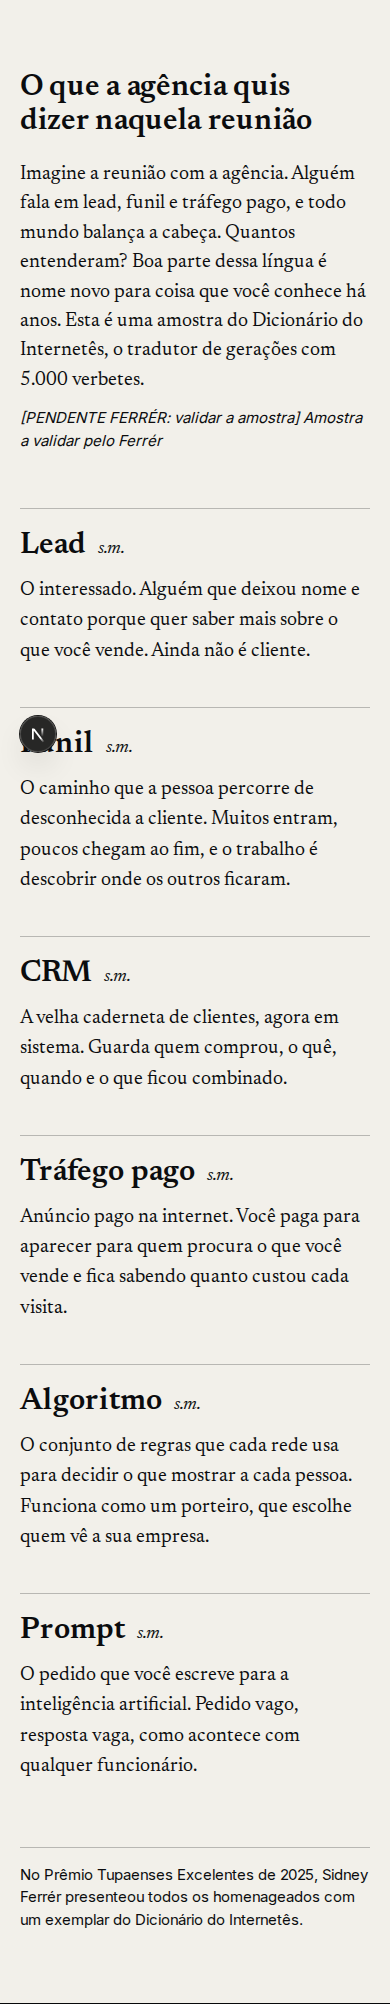 O que a agência quis
dizer naquela reunião
Imagine a reunião com a agência. Alguém
fala em lead, funil e tráfego pago, e todo
mundo balança a cabeça. Quantos
entenderam? Boa parte dessa língua é
nome novo para coisa que você conhece há
anos. Esta é uma amostra do Dicionário do
Internetês, o tradutor de gerações com
5.000 verbetes.
[PENDENTE FERRÉR: validar a amostra] Amostra
a validar pelo Ferrér
Lead s.m.
O interessado. Alguém que deixou nome e
contato porque quer saber mais sobre o
que você vende. Ainda não é cliente.
N
nil s.m.
O caminho que a pessoa percorre de
desconhecida a cliente. Muitos entram,
poucos chegam ao fim, e o trabalho é
descobrir onde os outros ficaram.
CRM s.m.
A velha caderneta de clientes, agora em
sistema. Guarda quem comprou, o quê,
quando e o que ficou combinado.
Tráfego pago s.m.
Anúncio pago na internet. Você paga para
aparecer para quem procura o que você
vende e fica sabendo quanto custou cada
visita.
Algoritmo s.m.
O conjunto de regras que cada rede usa
para decidir o que mostrar a cada pessoa.
Funciona como um porteiro, que escolhe
quem vê a sua empresa.
Prompt s.m.
O pedido que você escreve para a
inteligência artificial. Pedido vago,
resposta vaga, como acontece com
qualquer funcionário.
No Prêmio Tupaenses Excelentes de 2025, Sidney
Ferrér presenteou todos os homenageados com
um exemplar do Dicionário do Internetês.